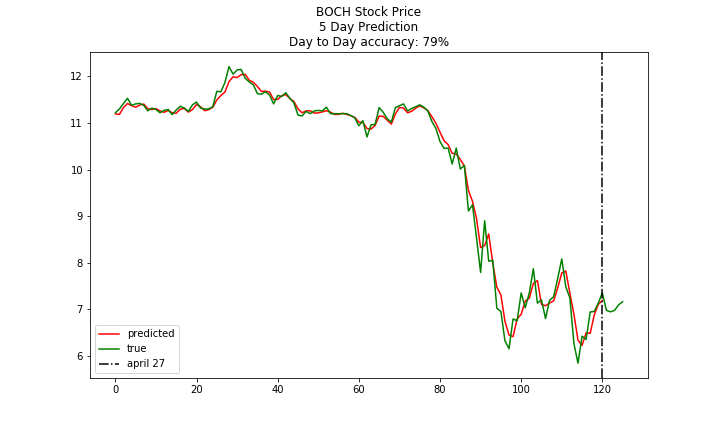 BOCH Stock Price
5 Day Prediction
Day to Day accuracy: 79%
12
11
10
9
8
7
6
predicted
true
april 27
0 20 40 60 80 100 120